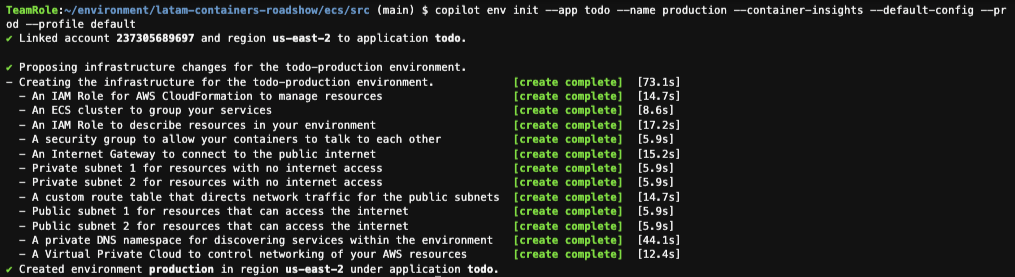 TeamRole:~/environment/latam-containers-roadshow/ecs/src (main) $ copilot env init --app todo --name production --container-insights --default-config --pr
od --profile default
✔ Linked account 237305689697 and region us-east-2 to application todo.
✔ Proposing infrastructure changes for the todo-production environment.
- Creating the infrastructure for the todo-production environment. [create complete] [73.1s]
- An IAM Role for AWS CloudFormation to manage resources [create complete] [14.7s]
- An ECS cluster to group your services [create complete] [8.6s]
- An IAM Role to describe resources in your environment [create complete] [17.2s]
- A security group to allow your containers to talk to each other [create complete] [5.9s]
- An Internet Gateway to connect to the public internet [create complete] [15.2s]
- Private subnet 1 for resources with no internet access [create complete] [5.9s]
- Private subnet 2 for resources with no internet access [create complete] [5.9s]
- A custom route table that directs network traffic for the public subnets [create complete] [14.7s]
- Public subnet 1 for resources that can access the internet [create complete] [5.9s]
- Public subnet 2 for resources that can access the internet [create complete] [5.9s]
- A private DNS namespace for discovering services within the environment [create complete] [44.1s]
- A Virtual Private Cloud to control networking of your AWS resources [create complete] [12.4s]
✔ Created environment production in region us-east-2 under application todo.